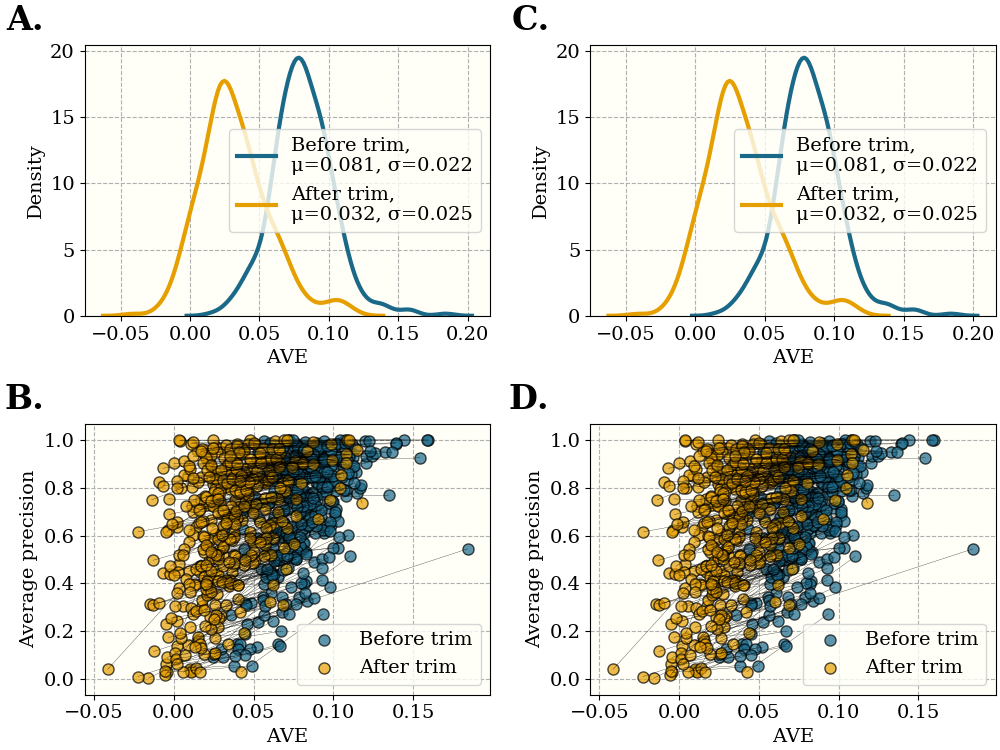 A.
20
15
10
5
0
Density
Before trim,
μ=0.081, σ=0.022
After trim,
μ=0.032, σ=0.025
−0.05 0.00 0.05 0.10 0.15 0.20
AVE
C.
20
15
10
5
0
Density
Before trim,
μ=0.081, σ=0.022
After trim,
μ=0.032, σ=0.025
−0.05 0.00 0.05 0.10 0.15 0.20
AVE
B.
1.0
0.8
0.6
0.4
0.2
0.0
Average precision
Before trim
After trim
−0.05 0.00 0.05 0.10 0.15
AVE
D.
1.0
0.8
0.6
0.4
0.2
0.0
Average precision
Before trim
After trim
−0.05 0.00 0.05 0.10 0.15
AVE